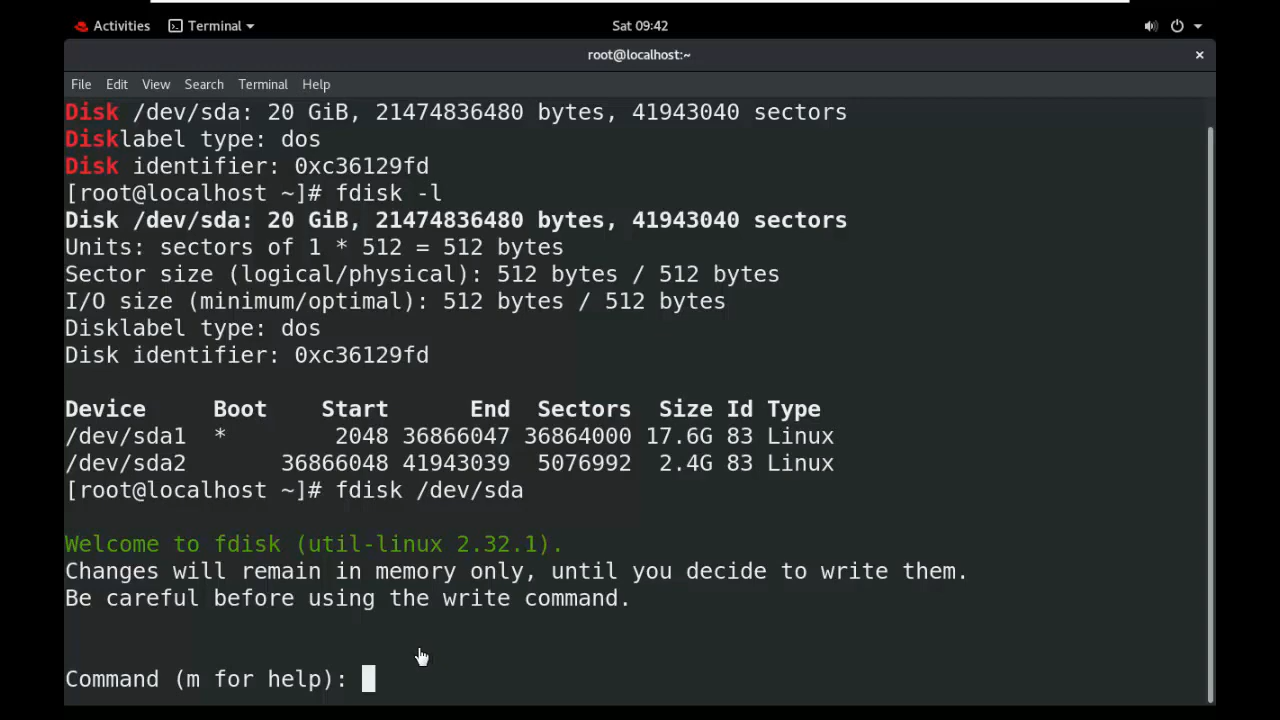 Activities Terminal Sat 09:42
root@localhost:~ ×
File Edit View Search Terminal Help
Disk /dev/sda: 20 GiB, 21474836480 bytes, 41943040 sectors
Disklabel type: dos
Disk identifier: 0xc36129fd
[root@localhost ~]# fdisk -l
Disk /dev/sda: 20 GiB, 21474836480 bytes, 41943040 sectors
Units: sectors of 1 * 512 = 512 bytes
Sector size (logical/physical): 512 bytes / 512 bytes
I/O size (minimum/optimal): 512 bytes / 512 bytes
Disklabel type: dos
Disk identifier: 0xc36129fd
Device Boot Start End Sectors Size Id Type
/dev/sda1 * 2048 36866047 36864000 17.6G 83 Linux
/dev/sda2 36866048 41943039 5076992 2.4G 83 Linux
[root@localhost ~]# fdisk /dev/sda
Welcome to fdisk (util-linux 2.32.1).
Changes will remain in memory only, until you decide to write them.
Be careful before using the write command.
Command (m for help):